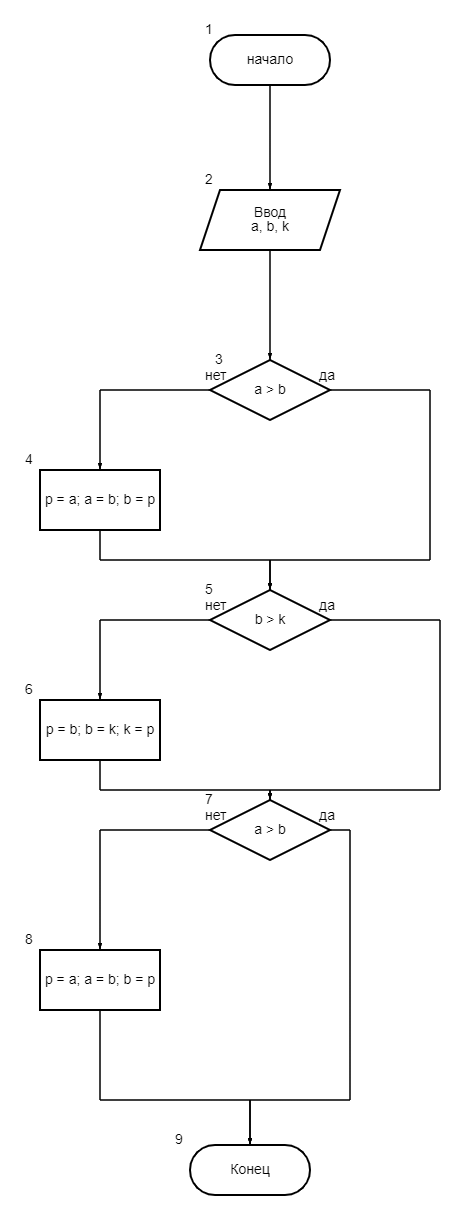 1
начало
2
Ввод
a, b, k
3
нет
да
a > b
4
p = a; a = b; b = p
5
нет
да
b > k
6
p = b; b = k; k = p
7
нет
да
a > b
8
p = a; a = b; b = p
9
Конец